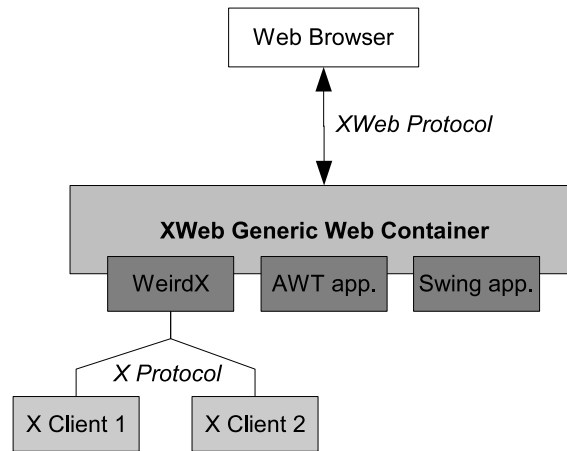 Web Browser
XWeb Protocol
XWeb Generic Web Container
WeirdX
AWT app.
Swing app.
X Protocol
X Client 1
X Client 2